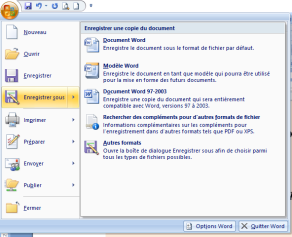 Nouveau
Ouvrir
Enregistrer
Enregistrer sous
Imprimer
Préparer
Envoyer
Publier
Fermer
Enregistrer une copie du document
Document Word
Enregistre le document sous le format de fichier par défaut.
Modèle Word
Enregistre le document en tant que modèle qui pourra être utilisé
pour la mise en forme des futurs documents.
Document Word 97-2003
Enregistre une copie du document qui sera entièrement
compatible avec Word, versions 97 à 2003.
Rechercher des compléments pour d'autres formats de fichier
Informations complémentaires sur les compléments pour
l'enregistrement dans d'autres formats tels que PDF ou XPS.
Autres formats
Ouvre la boîte de dialogue Enregistrer sous afin de choisir parmi
tous les types de fichiers possibles.
Options Word
Quitter Word